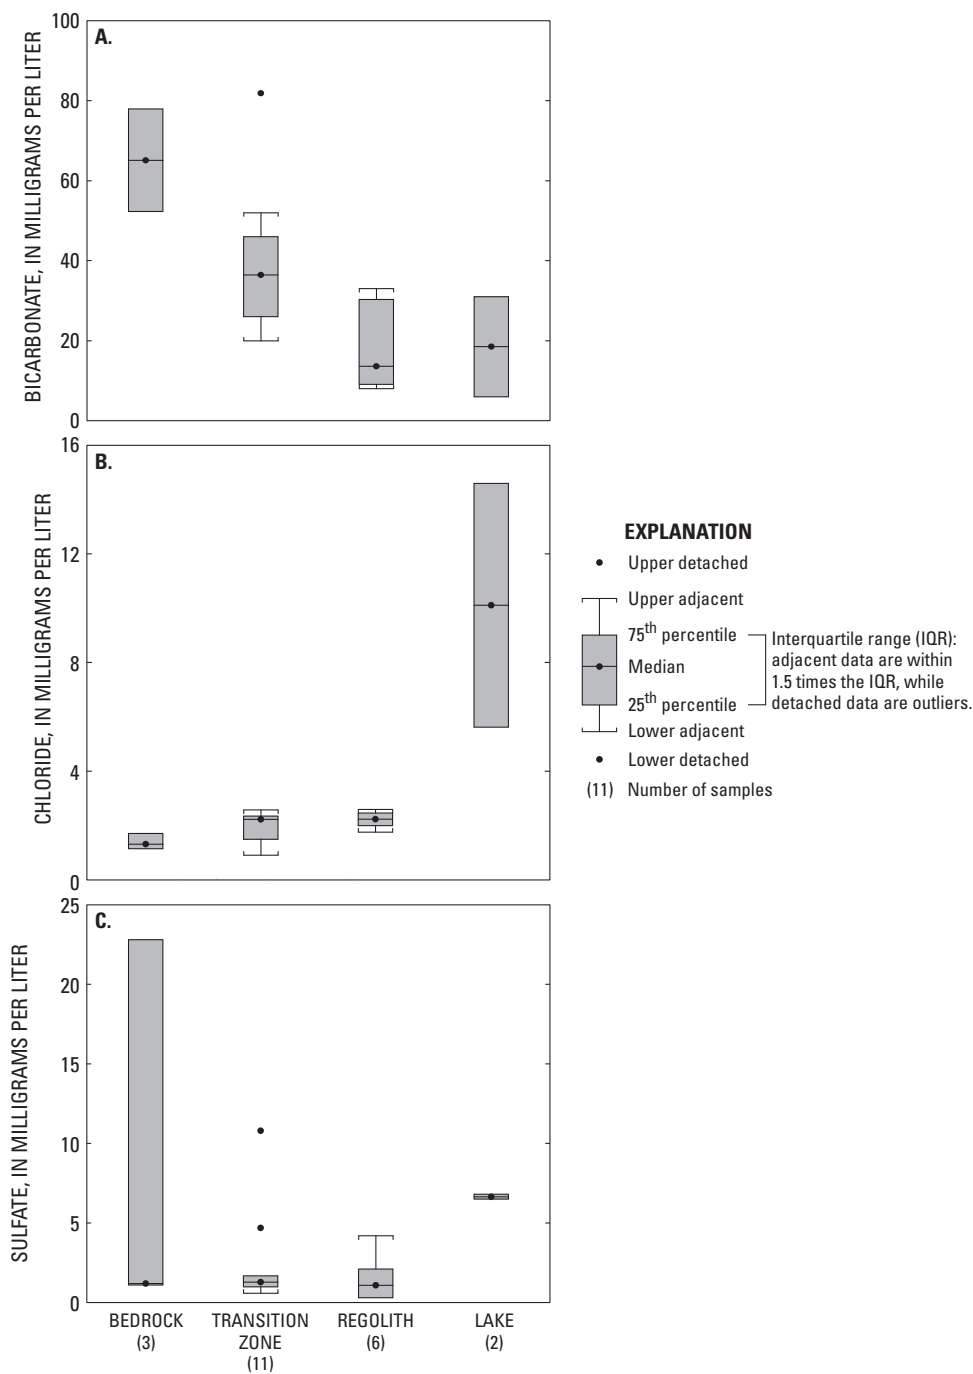 A.
BICARBONATE, IN MILLIGRAMS PER LITER
100
80
60
40
20
0
B.
CHLORIDE, IN MILLIGRAMS PER LITER
16
12
8
4
0
C.
SULFATE, IN MILLIGRAMS PER LITER
25
20
15
10
5
0
BEDROCK
(3)
TRANSITION
ZONE
(11)
REGOLITH
(6)
LAKE
(2)
EXPLANATION
Upper detached
Upper adjacent
75th percentile
Median
25th percentile
Lower adjacent
Lower detached
(11) Number of samples
Interquartile range (IQR):
adjacent data are within
1.5 times the IQR, while
detached data are outliers.